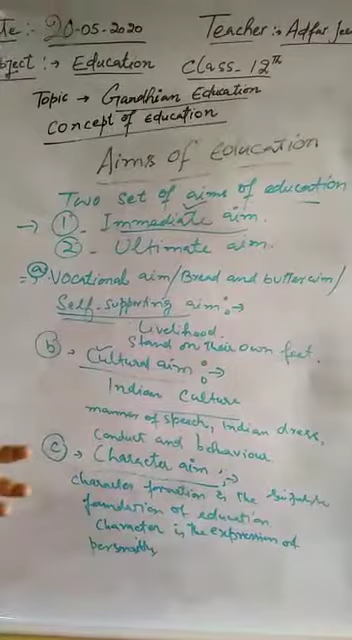 te:- 20-05-2020 Teacher:- Adfar
ject:→ Education Class- 12th
Topic → Gandhian Education
Concept of education
Aims of Education
Two set of aims of education
→ ① - Immediate aim.
② - Ultimate aim.
⇒ (a) Vocational aim/Bread and butter aim/
Self-supporting aim:→
Livelihood.
Stand on their own feet.
(b) → Cultural aim:→
Indian Culture
manner of speech, Indian dress,
Conduct and behaviour
(c) → Character aim:→
character formation is the
foundation of education
Character is the expression of
personality